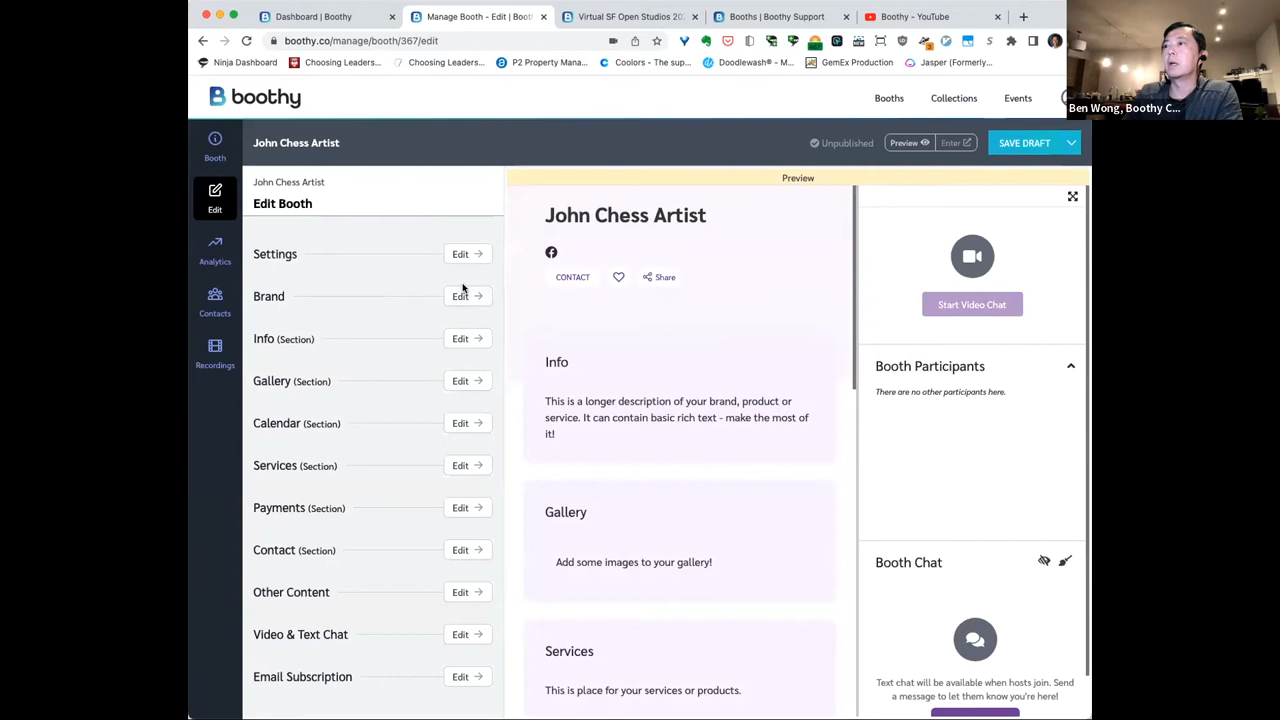 Dashboard | Boothy
Manage Booth - Edit | Boot
Virtual SF Open Studios 202
Booths | Boothy Support
Boothy - YouTube
boothy.co/manage/booth/367/edit
Ninja Dashboard
Choosing Leaders...
Choosing Leaders...
P2 Property Mana...
Coolors - The sup...
Doodlewash® - M...
GemEx Production
Jasper (Formerly...
Ben Wong, Boothy C...
boothy
Booths
Collections
Events
Booth
Edit
Analytics
Contacts
Recordings
John Chess Artist
Unpublished
Preview
Enter
SAVE DRAFT
John Chess Artist
Edit Booth
Settings
Edit
Brand
Edit
Info (Section)
Edit
Gallery (Section)
Edit
Calendar (Section)
Edit
Services (Section)
Edit
Payments (Section)
Edit
Contact (Section)
Edit
Other Content
Edit
Video & Text Chat
Edit
Email Subscription
Edit
Preview
John Chess Artist
CONTACT
Share
Info
This is a longer description of your brand, product or
service. It can contain basic rich text - make the most of
it!
Gallery
Add some images to your gallery!
Services
This is place for your services or products.
Start Video Chat
Booth Participants
There are no other participants here.
Booth Chat
Text chat will be available when hosts join. Send
a message to let them know you're here!